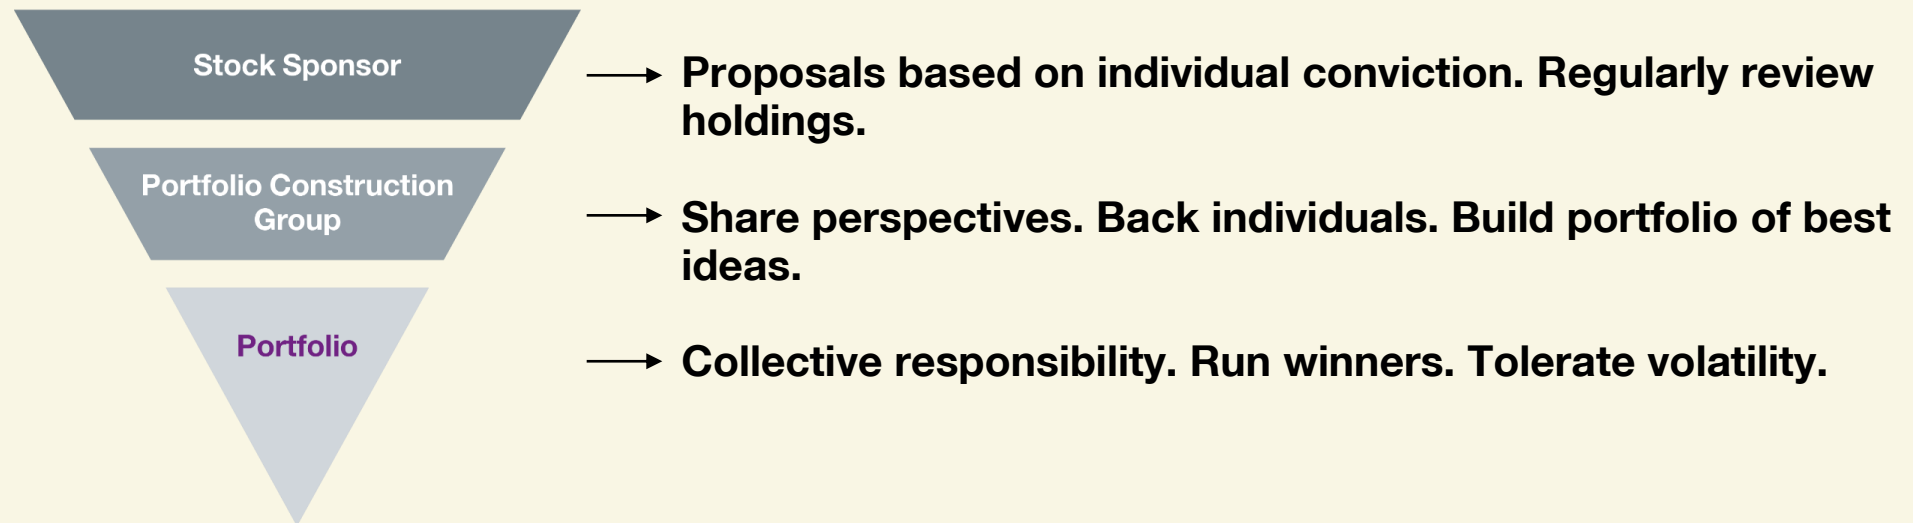 Stock Sponsor
Proposals based on individual conviction. Regularly review
holdings.
Portfolio Construction
Group
Share perspectives. Back individuals. Build portfolio of best
ideas.
Portfolio
Collective responsibility. Run winners. Tolerate volatility.